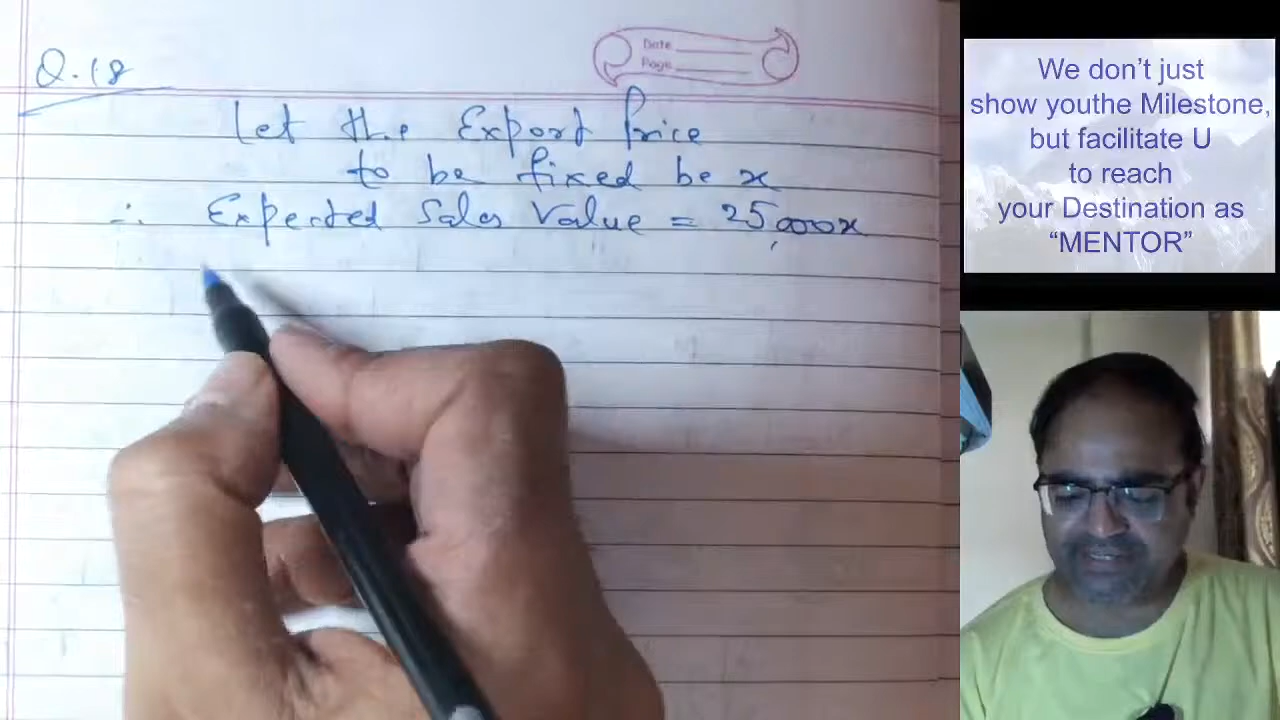 Q.18
Date
Page
Let the Export Price
to be fixed be x
∴ Expected Sales Value = 25,000x
We don't just
show youthe Milestone,
but facilitate U
to reach
your Destination as
“MENTOR”